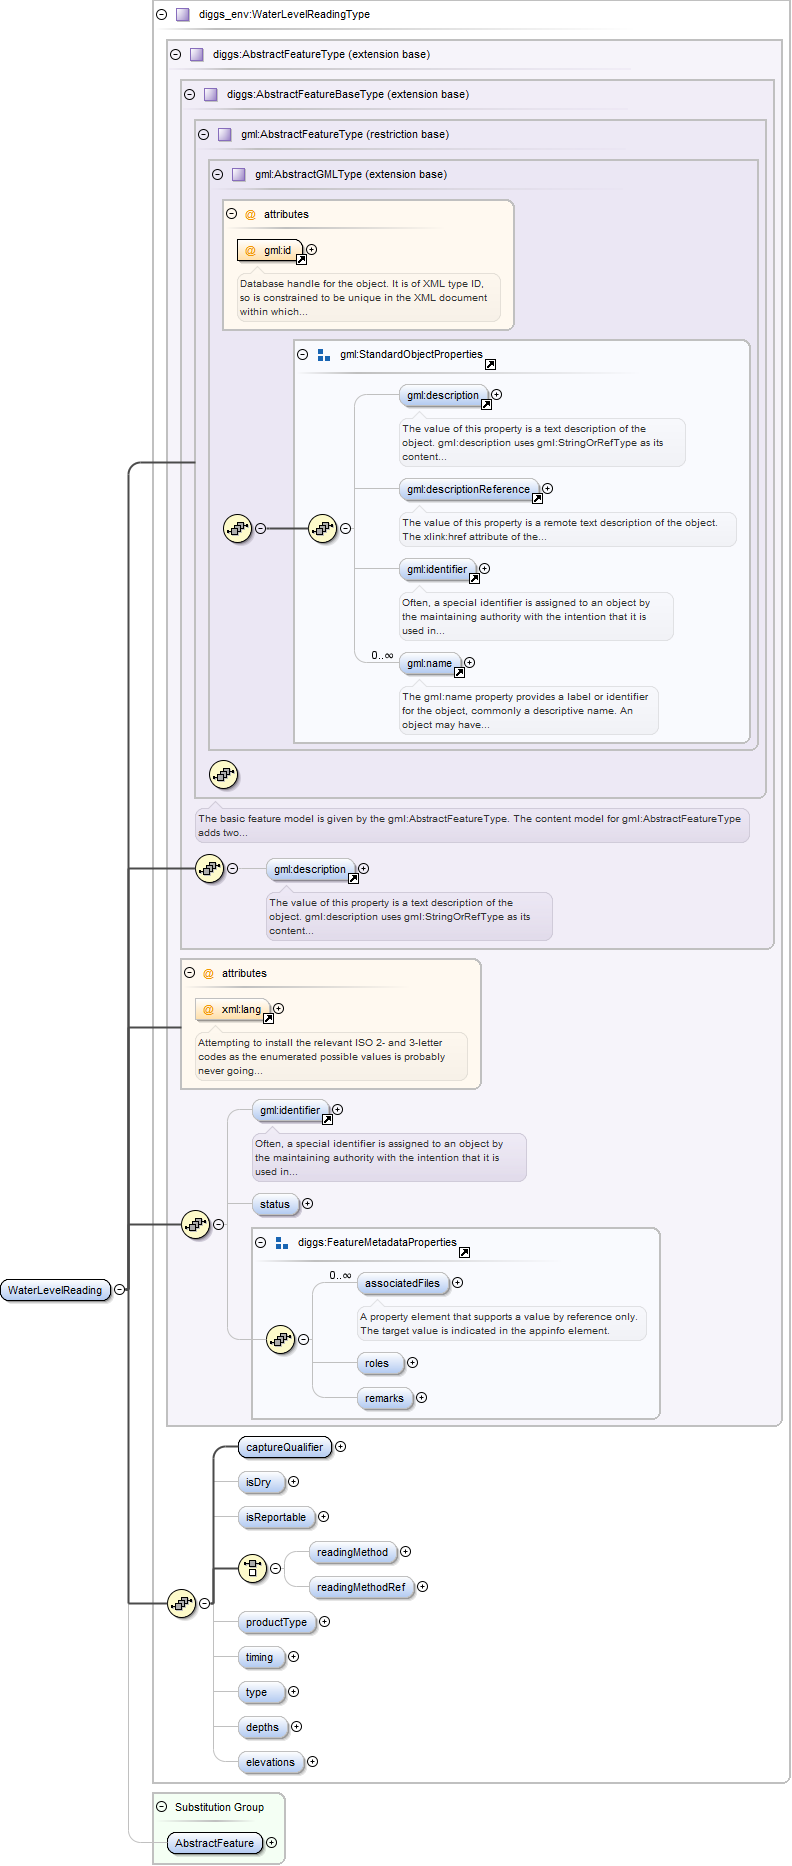 diggs_env:WaterLevelReadingType
diggs:AbstractFeatureType (extension base)
diggs:AbstractFeatureBaseType (extension base)
gml:AbstractFeatureType (restriction base)
gml:AbstractGMLType (extension base)
@ attributes
@ gml:id
Database handle for the object. It is of XML type ID,
so is constrained to be unique in the XML document
within which...
gml:StandardObjectProperties
gml:description
The value of this property is a text description of the
object. gml:description uses gml:StringOrRefType as its
content...
gml:descriptionReference
The value of this property is a remote text description of the object.
The xlink:href attribute of the...
gml:identifier
Often, a special identifier is assigned to an object by
the maintaining authority with the intention that it is
used in...
0..∞
gml:name
The gml:name property provides a label or identifier
for the object, commonly a descriptive name. An
object may have...
The basic feature model is given by the gml:AbstractFeatureType. The content model for gml:AbstractFeatureType
adds two...
gml:description
The value of this property is a text description of the
object. gml:description uses gml:StringOrRefType as its
content...
@ attributes
@ xml:lang
Attempting to install the relevant ISO 2- and 3-letter
codes as the enumerated possible values is probably
never going...
gml:identifier
Often, a special identifier is assigned to an object by
the maintaining authority with the intention that it is
used in...
status
diggs:FeatureMetadataProperties
0..∞
associatedFiles
A property element that supports a value by reference only.
The target value is indicated in the appinfo element.
roles
remarks
WaterLevelReading
captureQualifier
isDry
isReportable
readingMethod
readingMethodRef
productType
timing
type
depths
elevations
Substitution Group
AbstractFeature